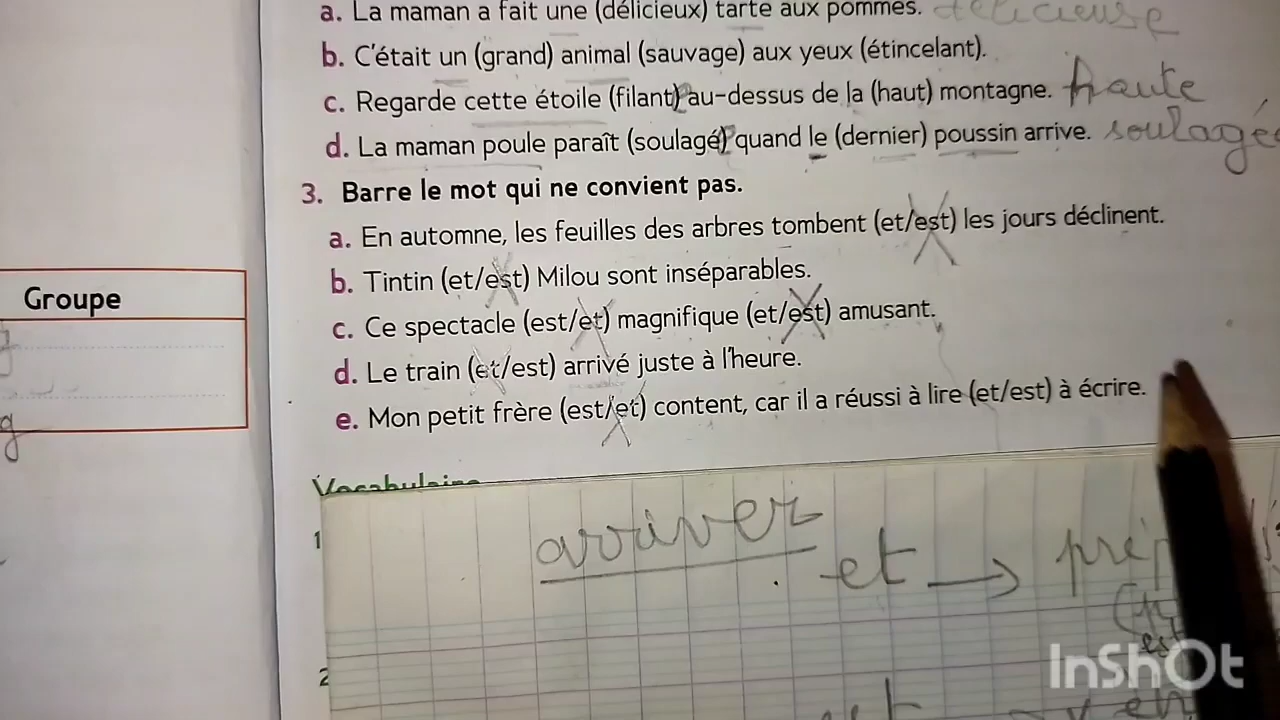 a. La maman a fait une (délicieux) tarte aux pommes. délicieuse
b. C'était un (grand) animal (sauvage) aux yeux (étincelant).
c. Regarde cette étoile (filant)e au-dessus de la (haut) montagne. haute
d. La maman poule paraît (soulagé)e quand le (dernier) poussin arrive. soulagée
3. Barre le mot qui ne convient pas.
a. En automne, les feuilles des arbres tombent (et/est) les jours déclinent.
b. Tintin (et/est) Milou sont inséparables.
Groupe
c. Ce spectacle (est/et) magnifique (et/est) amusant.
d. Le train (et/est) arrivé juste à l'heure.
e. Mon petit frère (est/et) content, car il a réussi à lire (et/est) à écrire.
g
Vocabulaire
1
arriver
et → prép
est
2
InShOt